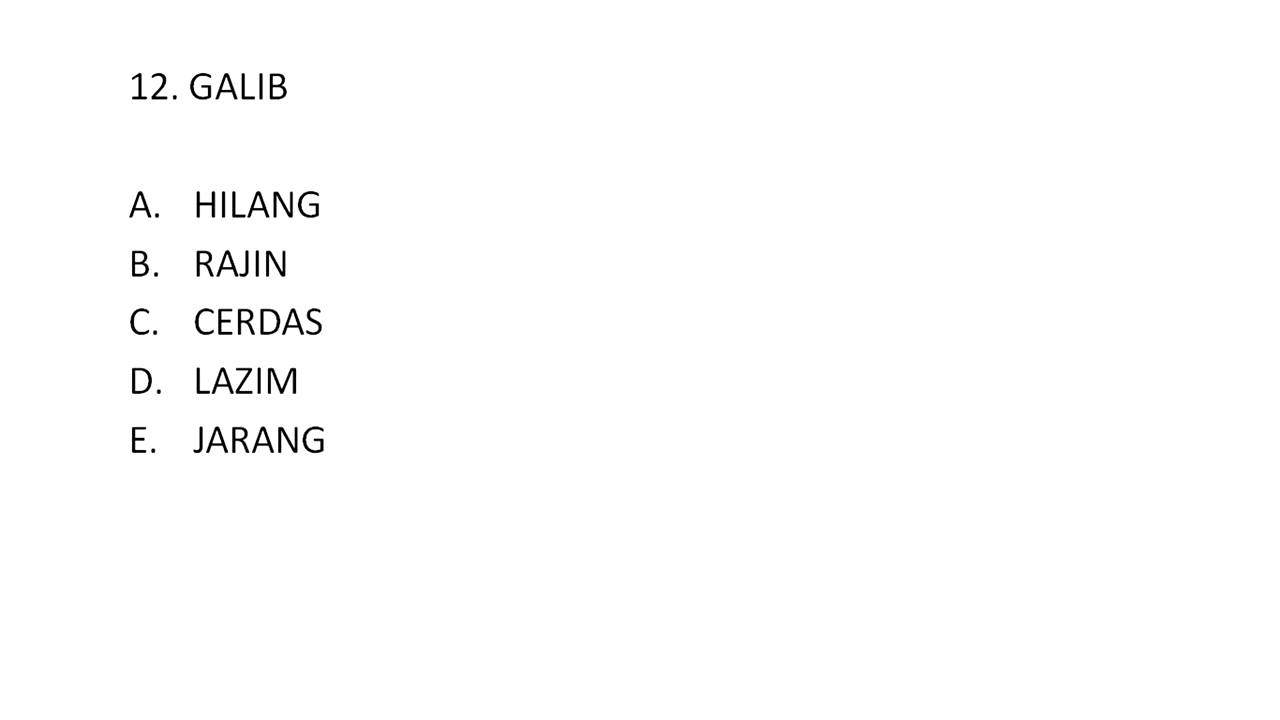 12. GALIB
A. HILANG
B. RAJIN
C. CERDAS
D. LAZIM
E. JARANG